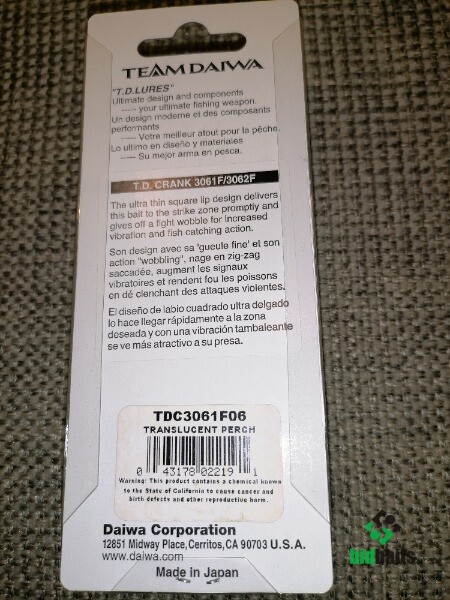 TEAM DAIWA
"T.D.LURES"
Ultimate design and components
---- your ultimate fishing weapon.
Un design moderne et des composants
performants
---- Votre meilleur atout pour la pêche.
Lo ultimo en diseño y materiales
---- Su mejor arma en pesca.
T.D. CRANK 3061F/3062F
The ultra thin square lip design delivers
this bait to the strike zone promptly and
gives off a fight wobble for increased
vibration and fish catching action.
Son design avec sa 'gueule fine' et son
action "wobbling", nage en zig-zag
saccadée, augment les signaux
vibratoires et rendent fou les poissons
en dé clenchant des attaques violentes.
El diseño de labio cuadrado ultra delgado
lo hace llegar rápidamente a la zona
deseada y con una vibración tambaleante
se ve más atractivo a su presa.
TDC3061F06
TRANSLUCENT PERCH
0 43178 02219 1
Warning: This product contains a chemical known
to the State of California to cause cancer and
birth defects and other reproductive harm.
Daiwa Corporation
12851 Midway Place, Cerritos, CA 90703 U.S.A.
www.daiwa.com
Made in Japan